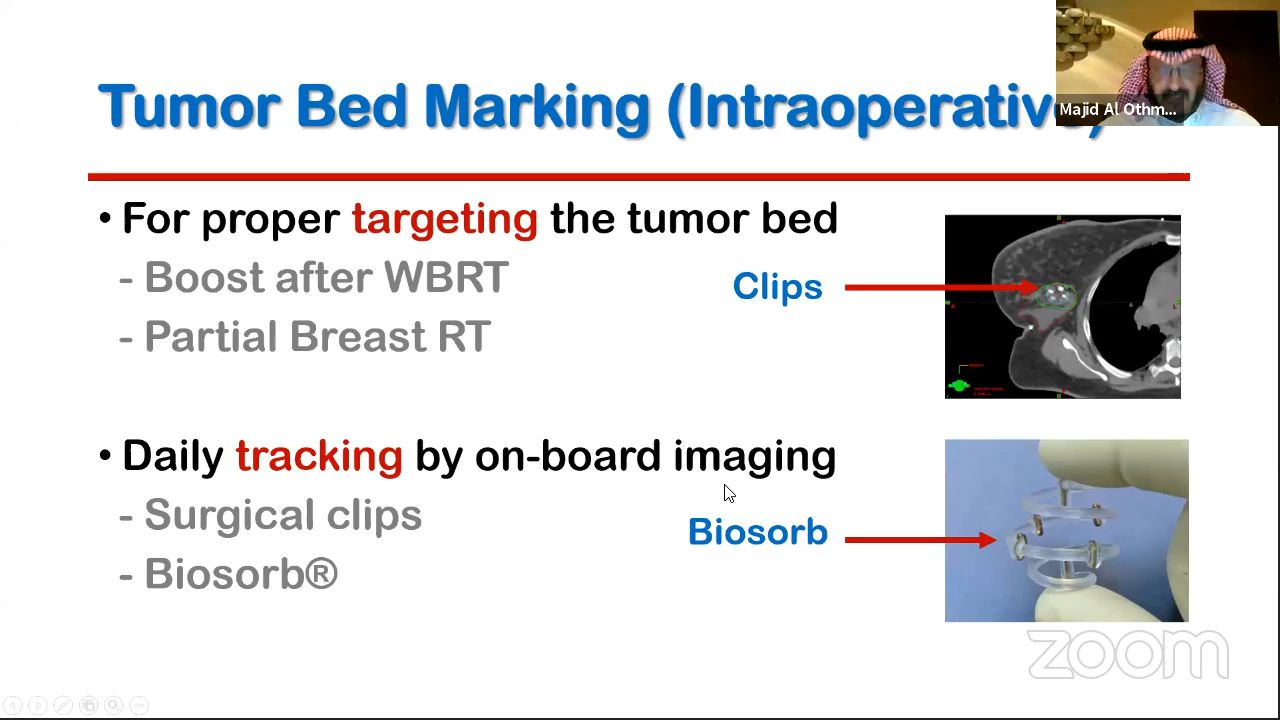 Tumor Bed Marking (Intraoperative)
Majid Al Othm...
• For proper targeting the tumor bed
- Boost after WBRT
- Partial Breast RT
Clips
• Daily tracking by on-board imaging
- Surgical clips
- Biosorb®
Biosorb
zoom